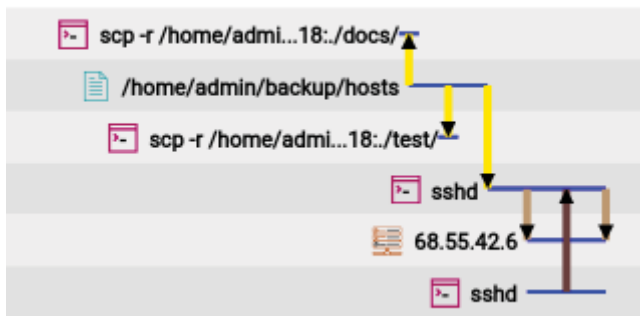 scp -r /home/admi...18:./docs/
/home/admin/backup/hosts
scp -r /home/admi...18:./test/
sshd
68.55.42.6
sshd